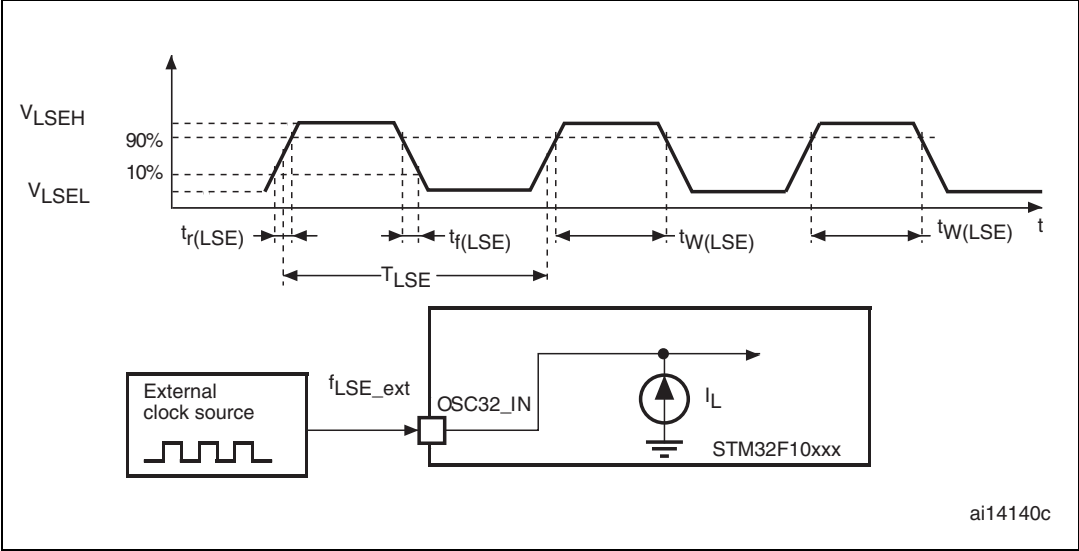 VLSEH
90%
10%
VLSEL
tr(LSE)
tf(LSE)
tW(LSE)
tW(LSE)
t
TLSE
External
clock source
fLSE_ext
OSC32_IN
IL
STM32F10xxx
ai14140c